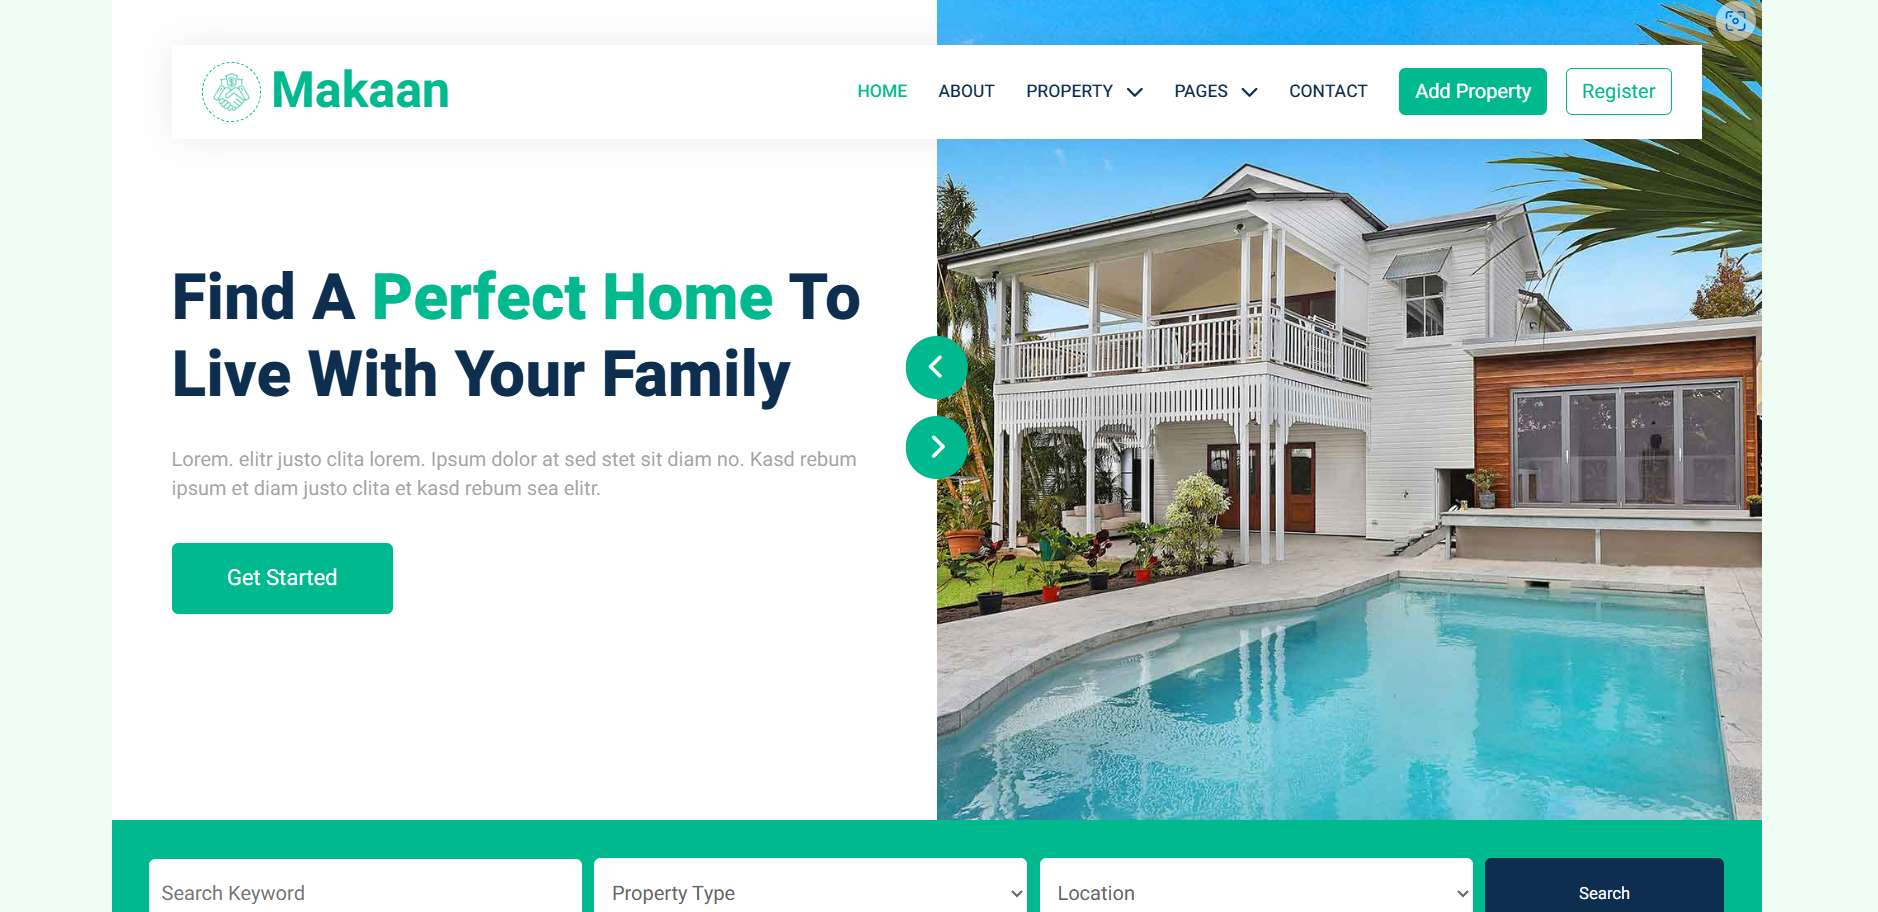 Makaan
HOME ABOUT PROPERTY PAGES CONTACT Add Property Register
Find A Perfect Home To
Live With Your Family
Lorem. elitr justo clita lorem. Ipsum dolor at sed stet sit diam no. Kasd rebum
ipsum et diam justo clita et kasd rebum sea elitr.
Get Started
Search Keyword Property Type Location Search